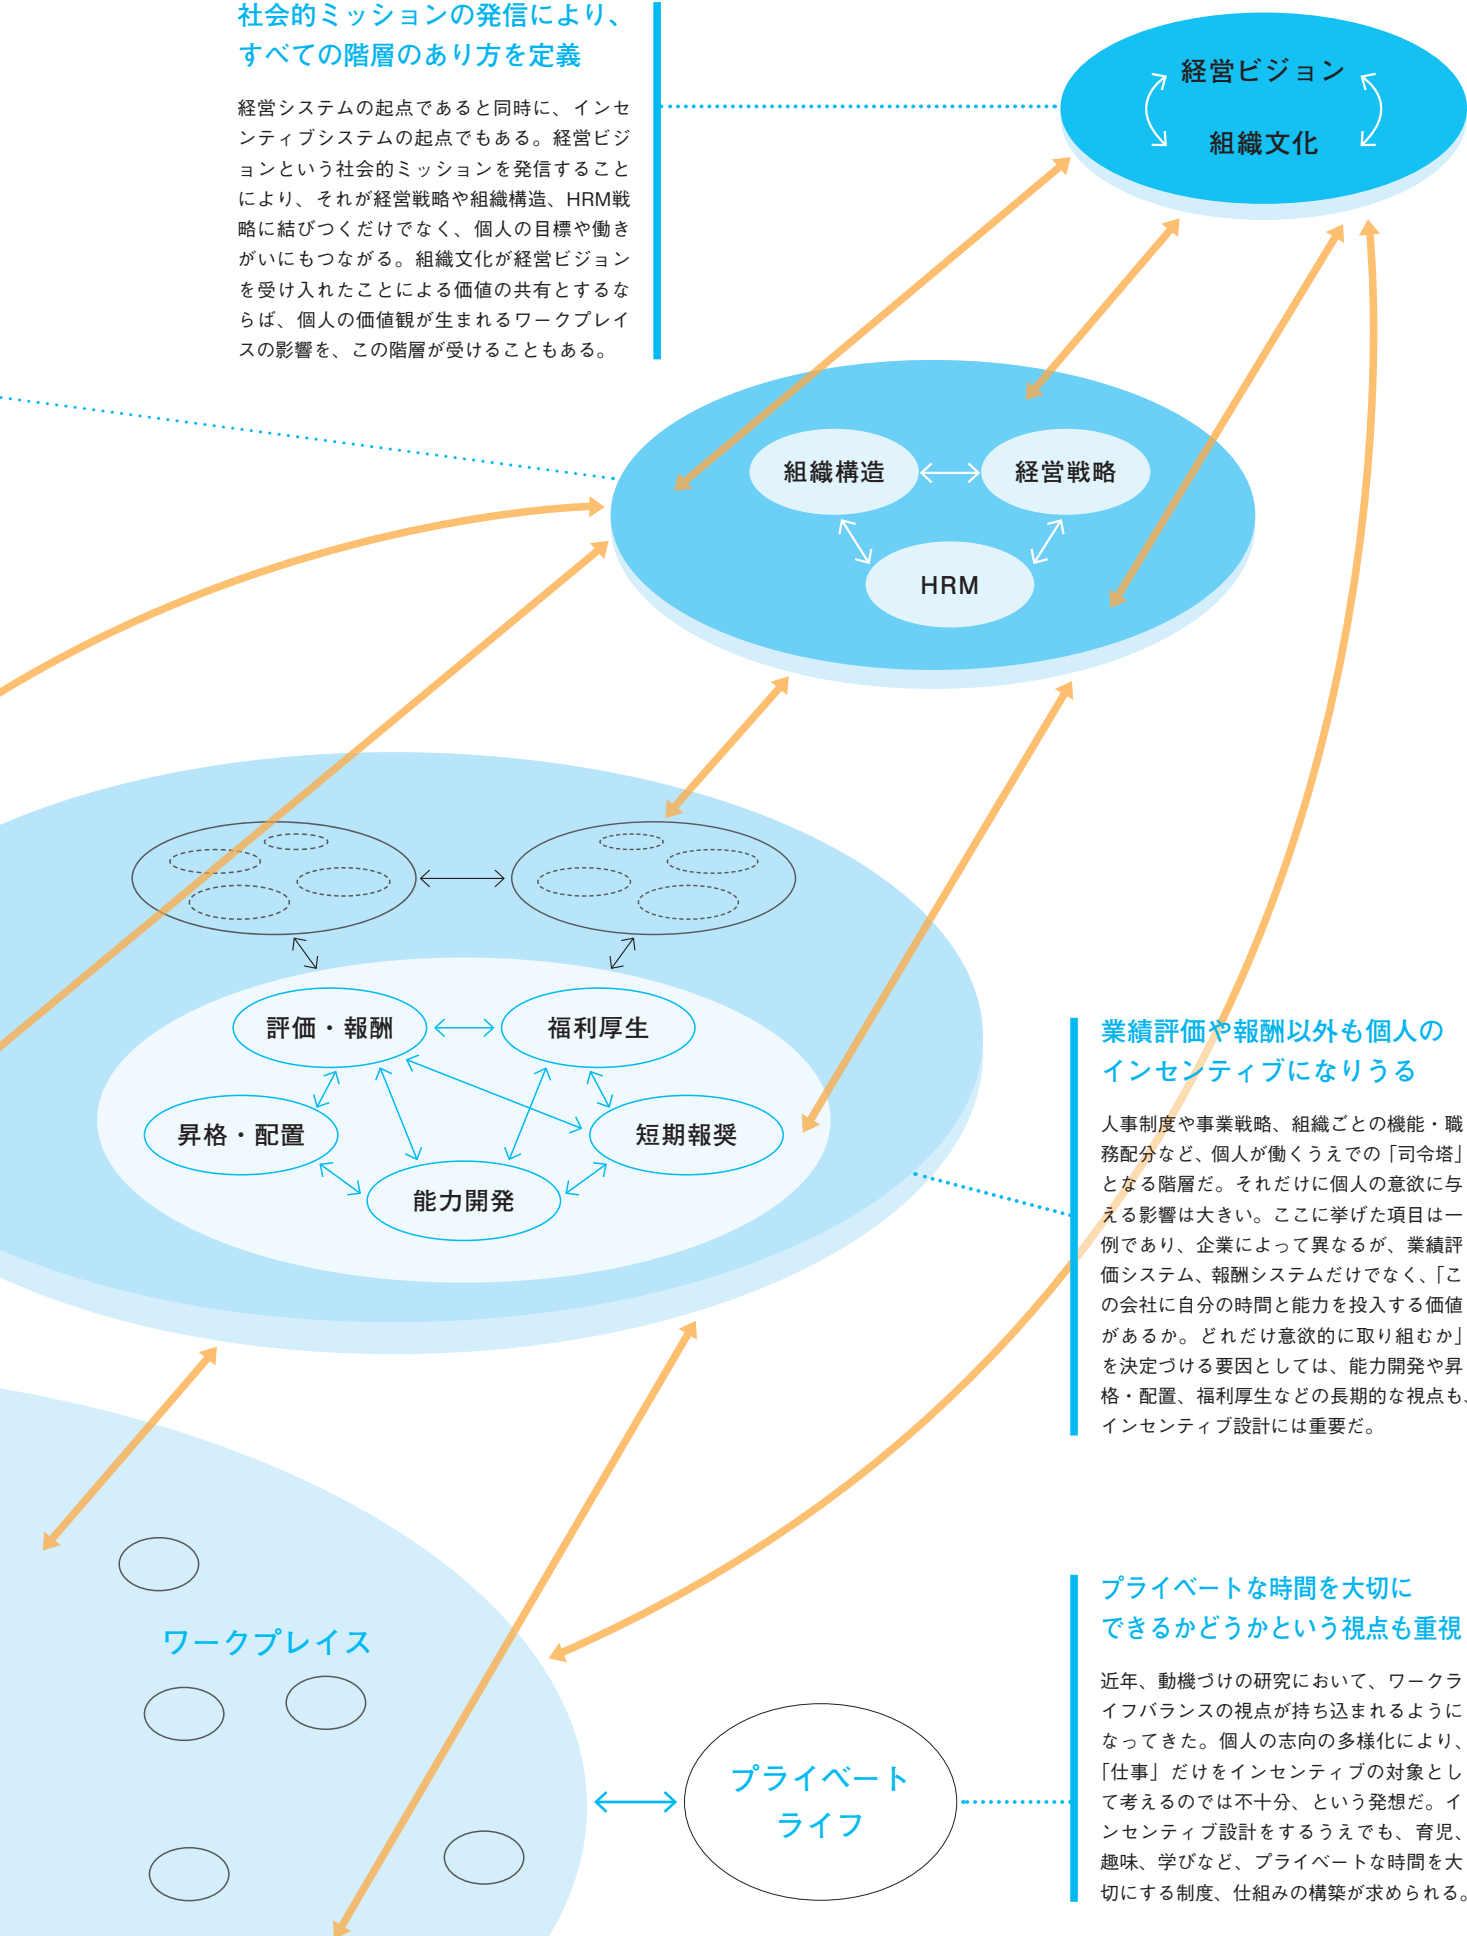 社会的ミッションの発信により、
すべての階層のあり方を定義
経営システムの起点であると同時に、インセ
ンティブシステムの起点でもある。経営ビジ
ョンという社会的ミッションを発信すること
により、それが経営戦略や組織構造、HRM戦
略に結びつくだけでなく、個人の目標や働き
がいにもつながる。組織文化が経営ビジョン
を受け入れたことによる価値の共有とするな
らば、個人の価値観が生まれるワークプレイ
スの影響を、この階層が受けることもある。
経営ビジョン
組織文化
組織構造
経営戦略
HRM
評価・報酬
福利厚生
昇格・配置
短期報奨
能力開発
業績評価や報酬以外も個人の
インセンティブになりうる
人事制度や事業戦略、組織ごとの機能・職
務配分など、個人が働くうえでの「司令塔」
となる階層だ。それだけに個人の意欲に与
える影響は大きい。ここに挙げた項目は一
例であり、企業によって異なるが、業績評
価システム、報酬システムだけでなく、「こ
の会社に自分の時間と能力を投入する価値
があるか。どれだけ意欲的に取り組むか」
を決定づける要因としては、能力開発や昇
格・配置、福利厚生などの長期的な視点も、
インセンティブ設計には重要だ。
ワークプレイス
プライベート
ライフ
プライベートな時間を大切に
できるかどうかという視点も重視
近年、動機づけの研究において、ワークラ
イフバランスの視点が持ち込まれるように
なってきた。個人の志向の多様化により、
「仕事」だけをインセンティブの対象とし
て考えるのでは不十分、という発想だ。イ
ンセンティブ設計をするうえでも、育児、
趣味、学びなど、プライベートな時間を大
切にする制度、仕組みの構築が求められる。